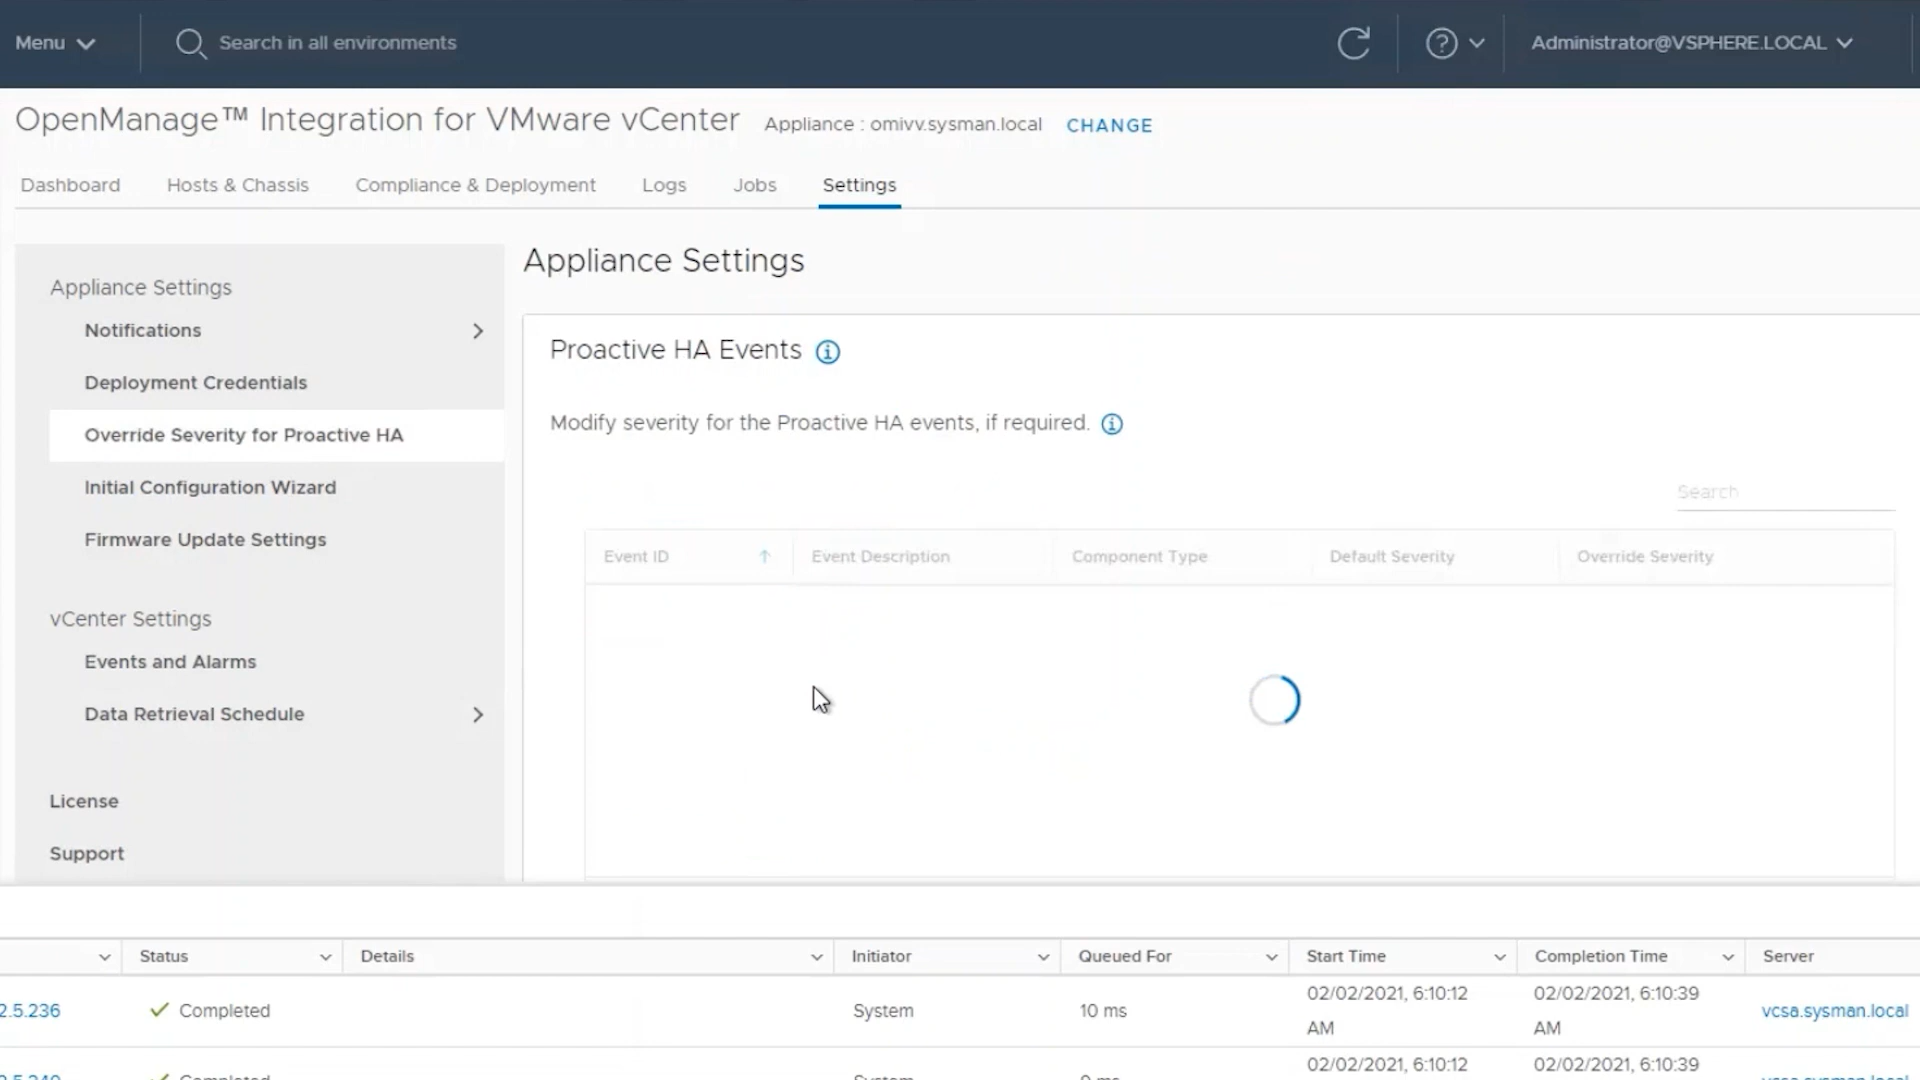 Menu
Search in all environments
Administrator@VSPHERE.LOCAL
OpenManage™ Integration for VMware vCenter
Appliance : omivv.sysman.local
CHANGE
Dashboard
Hosts & Chassis
Compliance & Deployment
Logs
Jobs
Settings
Appliance Settings
Notifications
Deployment Credentials
Override Severity for Proactive HA
Initial Configuration Wizard
Firmware Update Settings
vCenter Settings
Events and Alarms
Data Retrieval Schedule
License
Support
Appliance Settings
Proactive HA Events
Modify severity for the Proactive HA events, if required.
Search
Event ID
Event Description
Component Type
Default Severity
Override Severity
Status
Details
Initiator
Queued For
Start Time
Completion Time
Server
2.5.236
Completed
System
10 ms
02/02/2021, 6:10:12
AM
02/02/2021, 6:10:39
AM
vcsa.sysman.local
Completed
System
02/02/2021, 6:10:12
02/02/2021, 6:10:39
vcsa.sysman.local